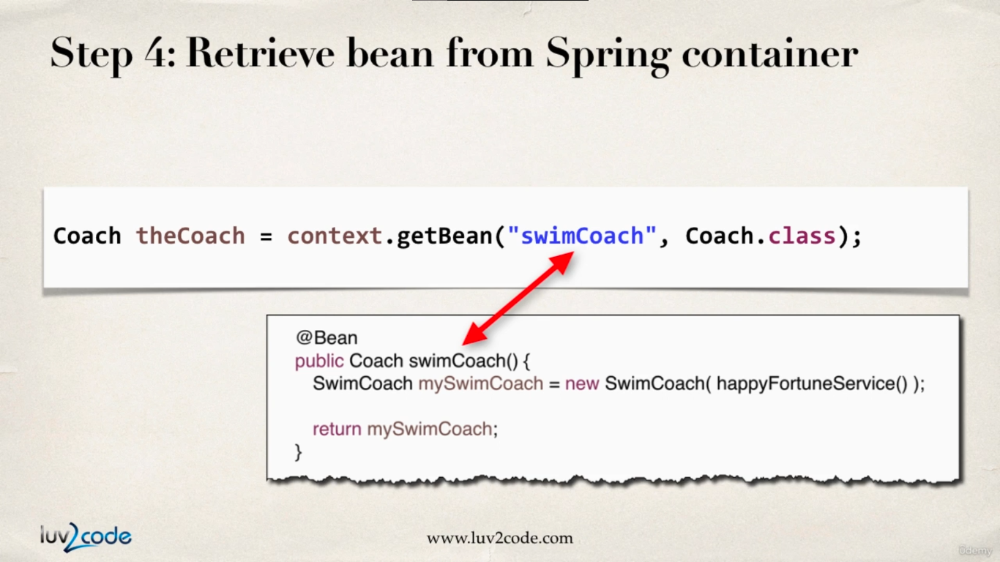 Step 4: Retrieve bean from Spring container
Coach theCoach = context.getBean("swimCoach", Coach.class);
@Bean
public Coach swimCoach() {
SwimCoach mySwimCoach = new SwimCoach( happyFortuneService() );
return mySwimCoach;
}
luv2code
www.luv2code.com
ûdemy